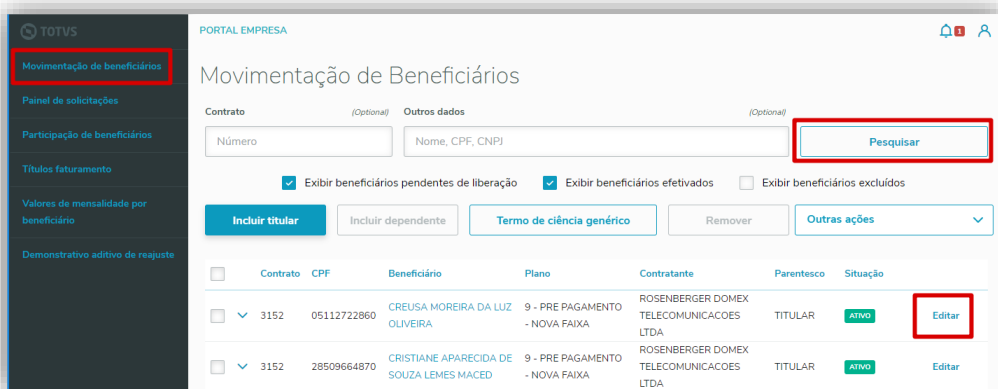 TOTVS
PORTAL EMPRESA
1
Movimentação de beneficiários
Painel de solicitações
Participação de beneficiários
Títulos faturamento
Valores de mensalidade por
beneficiário
Demonstrativo aditivo de reajuste
Movimentação de Beneficiários
Contrato (Optional) Outros dados (Optional)
Número Nome, CPF, CNPJ Pesquisar
Exibir beneficiários pendentes de liberação Exibir beneficiários efetivados Exibir beneficiários excluídos
Incluir titular Incluir dependente Termo de ciência genérico Remover Outras ações
Contrato CPF Beneficiário Plano Contratante Parentesco Situação
3152 05112722860 CREUSA MOREIRA DA LUZ 9 - PRE PAGAMENTO ROSENBERGER DOMEX TITULAR ATIVO Editar
OLIVEIRA - NOVA FAIXA TELECOMUNICACOES
LTDA
3152 28509664870 CRISTIANE APARECIDA DE 9 - PRE PAGAMENTO ROSENBERGER DOMEX TITULAR ATIVO Editar
SOUZA LEMES MACED - NOVA FAIXA TELECOMUNICACOES
LTDA